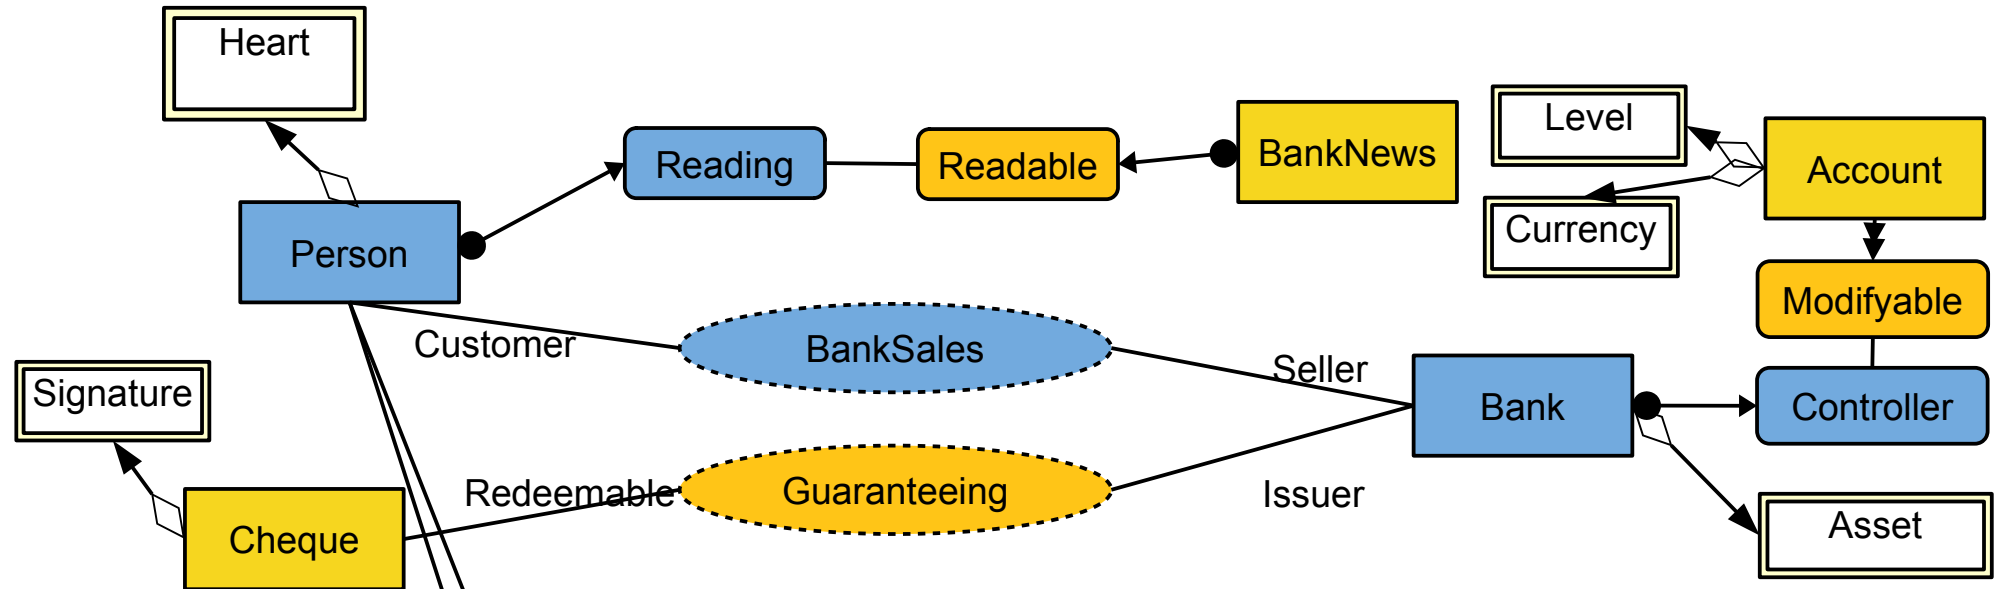 Heart
Reading
Readable
BankNews
Level
Account
Currency
Person
Modifyable
Customer
BankSales
Seller
Signature
Bank
Controller
Redeemable
Guaranteeing
Issuer
Cheque
Asset